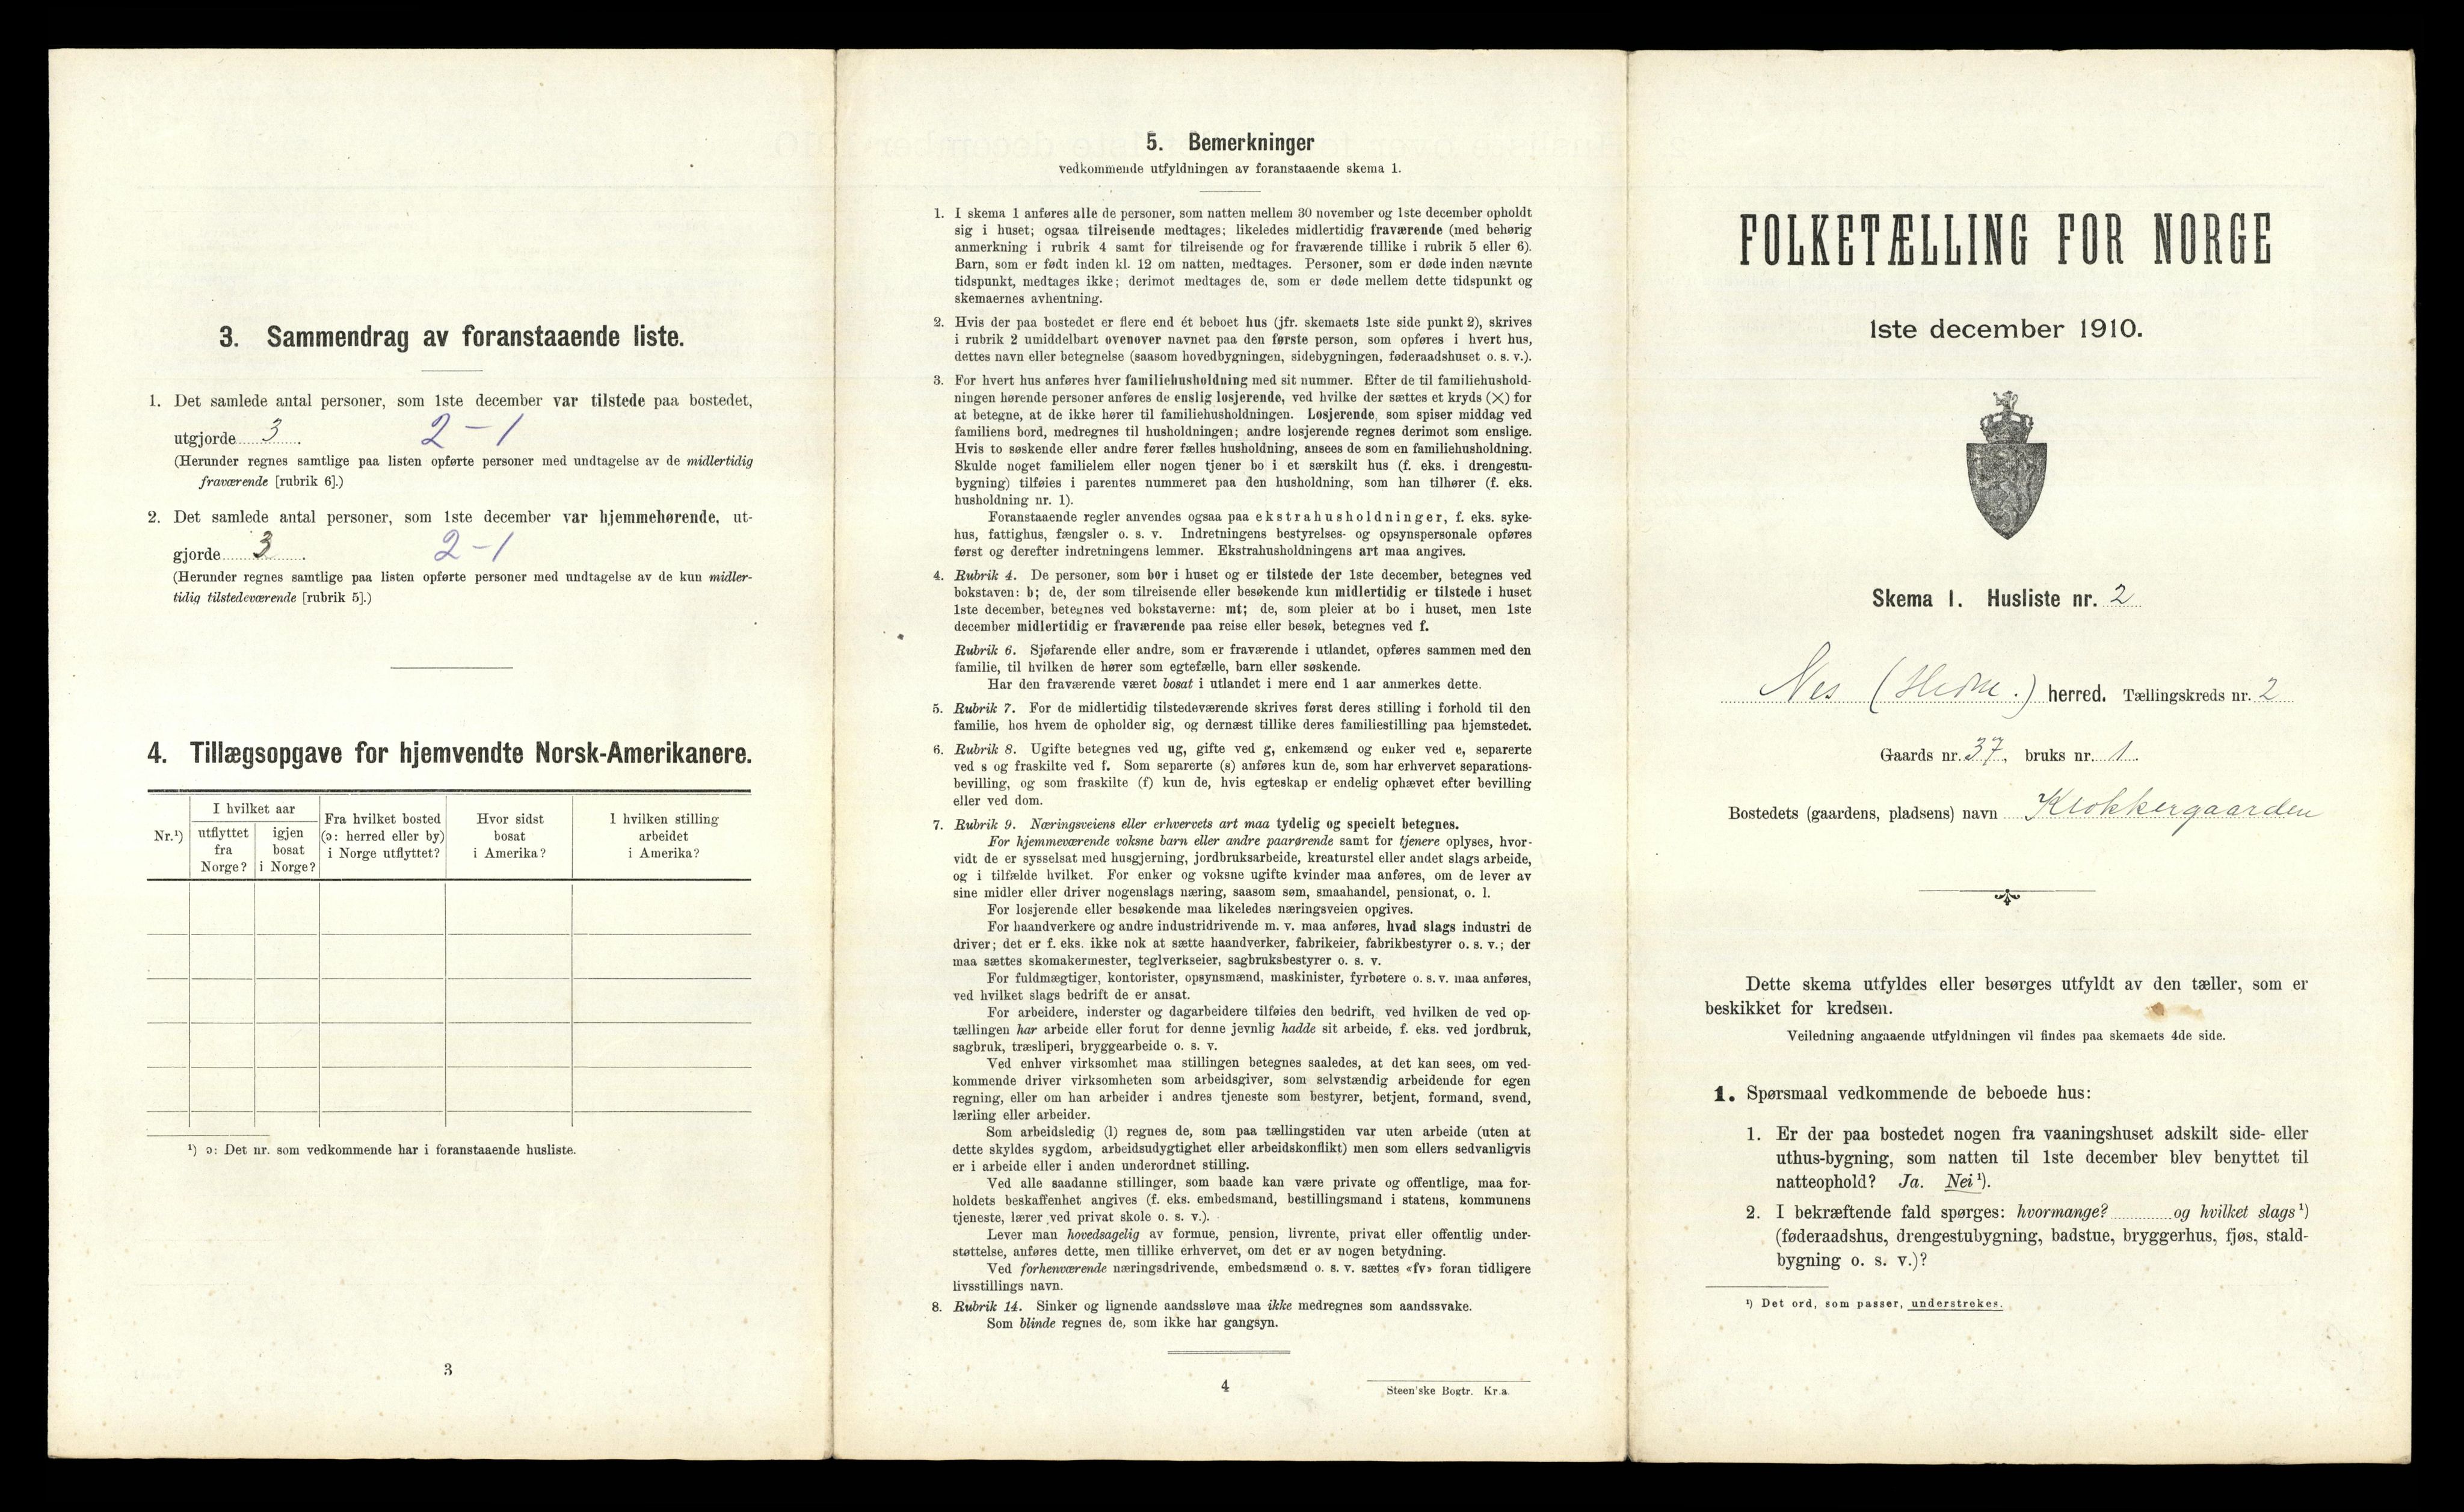 3. Sammendrag av foranstaaende liste.
1. Det samlede antal personer, som 1ste december var tilstede paa bostedet,
utgjorde 3. 2-1
(Herunder regnes samtlige paa listen opførte personer med undtagelse av de midlertidig
fraværende [rubrik 6].)
2. Det samlede antal personer, som 1ste december var hjemmehørende, ut-
gjorde 3. 2-1
(Herunder regnes samtlige paa listen opførte personer med undtagelse av de kun midler-
tidig tilstedeværende [rubrik 5].)
4. Tillægsopgave for hjemvendte Norsk-Amerikanere.
Nr.¹)
I hvilket aar
utflyttet
fra
Norge?
igjen
bosat
i Norge?
Fra hvilket bosted
(ɔ: herred eller by)
i Norge utflyttet?
Hvor sidst
bosat
i Amerika?
I hvilken stilling
arbeidet
i Amerika?
¹) ɔ: Det nr. som vedkommende har i foranstaaende husliste.
3
5. Bemerkninger
vedkommende utfyldningen av foranstaaende skema 1.
1. I skema 1 anføres alle de personer, som natten mellem 30 november og 1ste december opholdt
sig i huset; ogsaa tilreisende medtages; likeledes midlertidig fraværende (med behørig
anmerkning i rubrik 4 samt for tilreisende og for fraværende tillike i rubrik 5 eller 6).
Barn, som er født inden kl. 12 om natten, medtages. Personer, som er døde inden nævnte
tidspunkt, medtages ikke; derimot medtages de, som er døde mellem dette tidspunkt og
skemaernes avhentning.
2. Hvis der paa bostedet er flere end ét beboet hus (jfr. skemaets 1ste side punkt 2), skrives
i rubrik 2 umiddelbart ovenover navnet paa den første person, som opføres i hvert hus,
dettes navn eller betegnelse (saasom hovedbygningen, sidebygningen, føderaadshuset o. s. v.).
3. For hvert hus anføres hver familiehusholdning med sit nummer. Efter de til familiehushold-
ningen hørende personer anføres de enslig losjerende, ved hvilke der sættes et kryds (×) for
at betegne, at de ikke hører til familiehusholdningen. Losjerende, som spiser middag ved
familiens bord, medregnes til husholdningen; andre losjerende regnes derimot som enslige.
Hvis to søskende eller andre fører fælles husholdning, ansees de som en familiehusholdning.
Skulde noget familielem eller nogen tjener bo i et særskilt hus (f. eks. i drengestu-
bygning) tilføies i parentes nummeret paa den husholdning, som han tilhører (f. eks.
husholdning nr. 1).
Foranstaaende regler anvendes ogsaa paa ekstrahusholdninger, f. eks. syke-
hus, fattighus, fængsler o. s. v. Indretningens bestyrelses- og opsynspersonale opføres
først og derefter indretningens lemmer. Ekstrahusholdningens art maa angives.
4. Rubrik 4. De personer, som bor i huset og er tilstede der 1ste december, betegnes ved
bokstaven: b; de, der som tilreisende eller besøkende kun midlertidig er tilstede i huset
1ste december, betegnes ved bokstaverne: mt; de, som pleier at bo i huset, men 1ste
december midlertidig er fraværende paa reise eller besøk, betegnes ved f.
Rubrik 6. Sjøfarende eller andre, som er fraværende i utlandet, opføres sammen med den
familie, til hvilken de hører som egtefælle, barn eller søskende.
Har den fraværende været bosat i utlandet i mere end 1 aar anmerkes dette.
5. Rubrik 7. For de midlertidig tilstedeværende skrives først deres stilling i forhold til den
familie, hos hvem de opholder sig, og dernæst tillike deres familiestilling paa hjemstedet.
6. Rubrik 8. Ugifte betegnes ved ug, gifte ved g, enkemænd og enker ved e, separerte
ved s og fraskilte ved f. Som separerte (s) anføres kun de, som har erhvervet separations-
bevilling, og som fraskilte (f) kun de, hvis egteskap er endelig ophævet efter bevilling
eller ved dom.
7. Rubrik 9. Næringsveiens eller erhvervets art maa tydelig og specielt betegnes.
For hjemmeværende voksne barn eller andre paarørende samt for tjenere oplyses, hvor-
vidt de er sysselsat med husgjerning, jordbruksarbeide, kreaturstel eller andet slags arbeide,
og i tilfælde hvilket. For enker og voksne ugifte kvinder maa anføres, om de lever av
sine midler eller driver nogenslags næring, saasom søm, smaahandel, pensionat, o. l.
For losjerende eller besøkende maa likeledes næringsveien opgives.
For haandverkere og andre industridrivende m. v. maa anføres, hvad slags industri de
driver; det er f. eks. ikke nok at sætte haandverker, fabrikeier, fabrikbestyrer o. s. v.; der
maa sættes skomakermester, teglverkseier, sagbruksbestyrer o. s. v.
For fuldmægtiger, kontorister, opsynsmænd, maskinister, fyrbøtere o. s. v. maa anføres,
ved hvilket slags bedrift de er ansat.
For arbeidere, inderster og dagarbeidere tilføies den bedrift, ved hvilken de ved op-
tællingen har arbeide eller forut for denne jevnlig hadde sit arbeide, f. eks. ved jordbruk,
sagbruk, træsliperi, bryggearbeide o. s. v.
Ved enhver virksomhet maa stillingen betegnes saaledes, at det kan sees, om ved-
kommende driver virksomheten som arbeidsgiver, som selvstændig arbeidende for egen
regning, eller om han arbeider i andres tjeneste som bestyrer, betjent, formand, svend,
lærling eller arbeider.
Som arbeidsledig (l) regnes de, som paa tællingstiden var uten arbeide (uten at
dette skyldes sygdom, arbeidsudygtighet eller arbeidskonflikt) men som ellers sedvanligvis
er i arbeide eller i anden underordnet stilling.
Ved alle saadanne stillinger, som baade kan være private og offentlige, maa for-
holdets beskaffenhet angives (f. eks. embedsmand, bestillingsmand i statens, kommunens
tjeneste, lærer ved privat skole o. s. v.).
Lever man hovedsagelig av formue, pension, livrente, privat eller offentlig under-
støttelse, anføres dette, men tillike erhvervet, om det er av nogen betydning.
Ved forhenværende næringsdrivende, embedsmænd o. s. v. sættes «fv» foran tidligere
livsstillings navn.
8. Rubrik 14. Sinker og lignende aandssløve maa ikke medregnes som aandssvake.
Som blinde regnes de, som ikke har gangsyn.
4
Steen'ske Bogtr. Kr.a.
FOLKETÆLLING FOR NORGE
1ste december 1910.
Skema 1. Husliste nr. 2
Nes (Hedm.) herred. Tællingskreds nr. 2
Gaards nr. 37, bruks nr. 1.
Bostedets (gaardens, pladsens) navn Klokkergaarden
Dette skema utfyldes eller besørges utfyldt av den tæller, som er
beskikket for kredsen.
Veiledning angaaende utfyldningen vil findes paa skemaets 4de side.
1. Spørsmaal vedkommende de beboede hus:
1. Er der paa bostedet nogen fra vaaningshuset adskilt side- eller
uthus-bygning, som natten til 1ste december blev benyttet til
natteophold? Ja. Nei ¹).
2. I bekræftende fald spørges: hvormange? og hvilket slags ¹)
(føderaadshus, drengestubygning, badstue, bryggerhus, fjøs, stald-
bygning o. s. v.)?
¹) Det ord, som passer, understrekes.